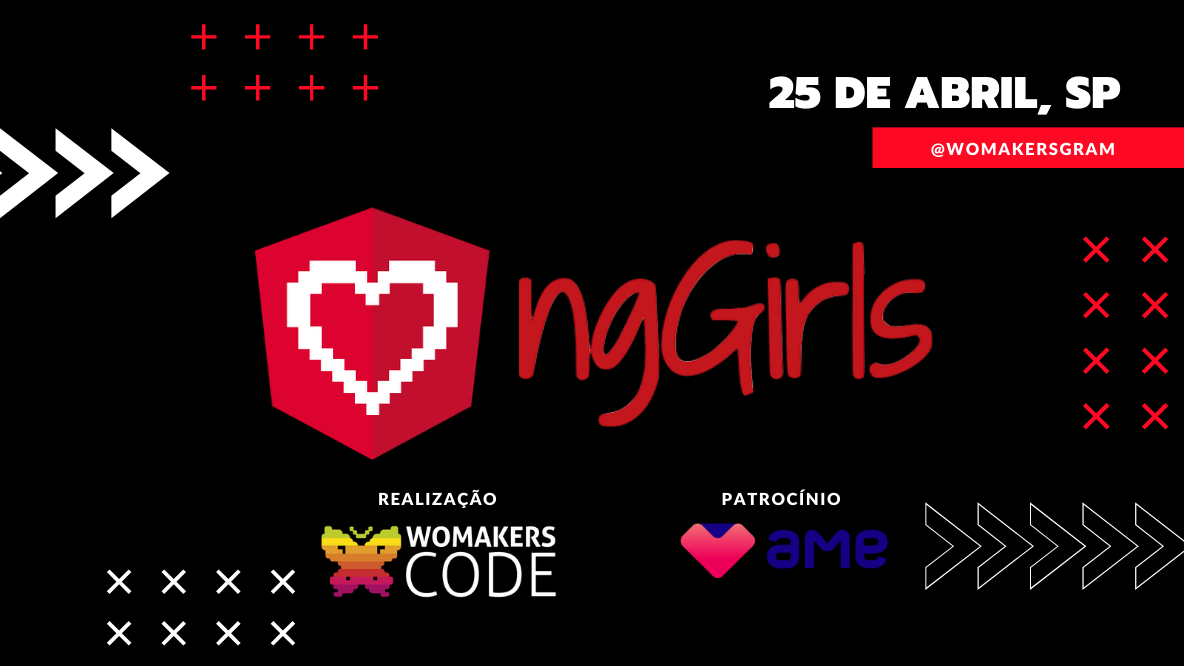 25 DE ABRIL, SP
@WOMAKERSGRAM
ngGirls
REALIZAÇÃO
WOMAKERS
CODE
PATROCÍNIO
ame